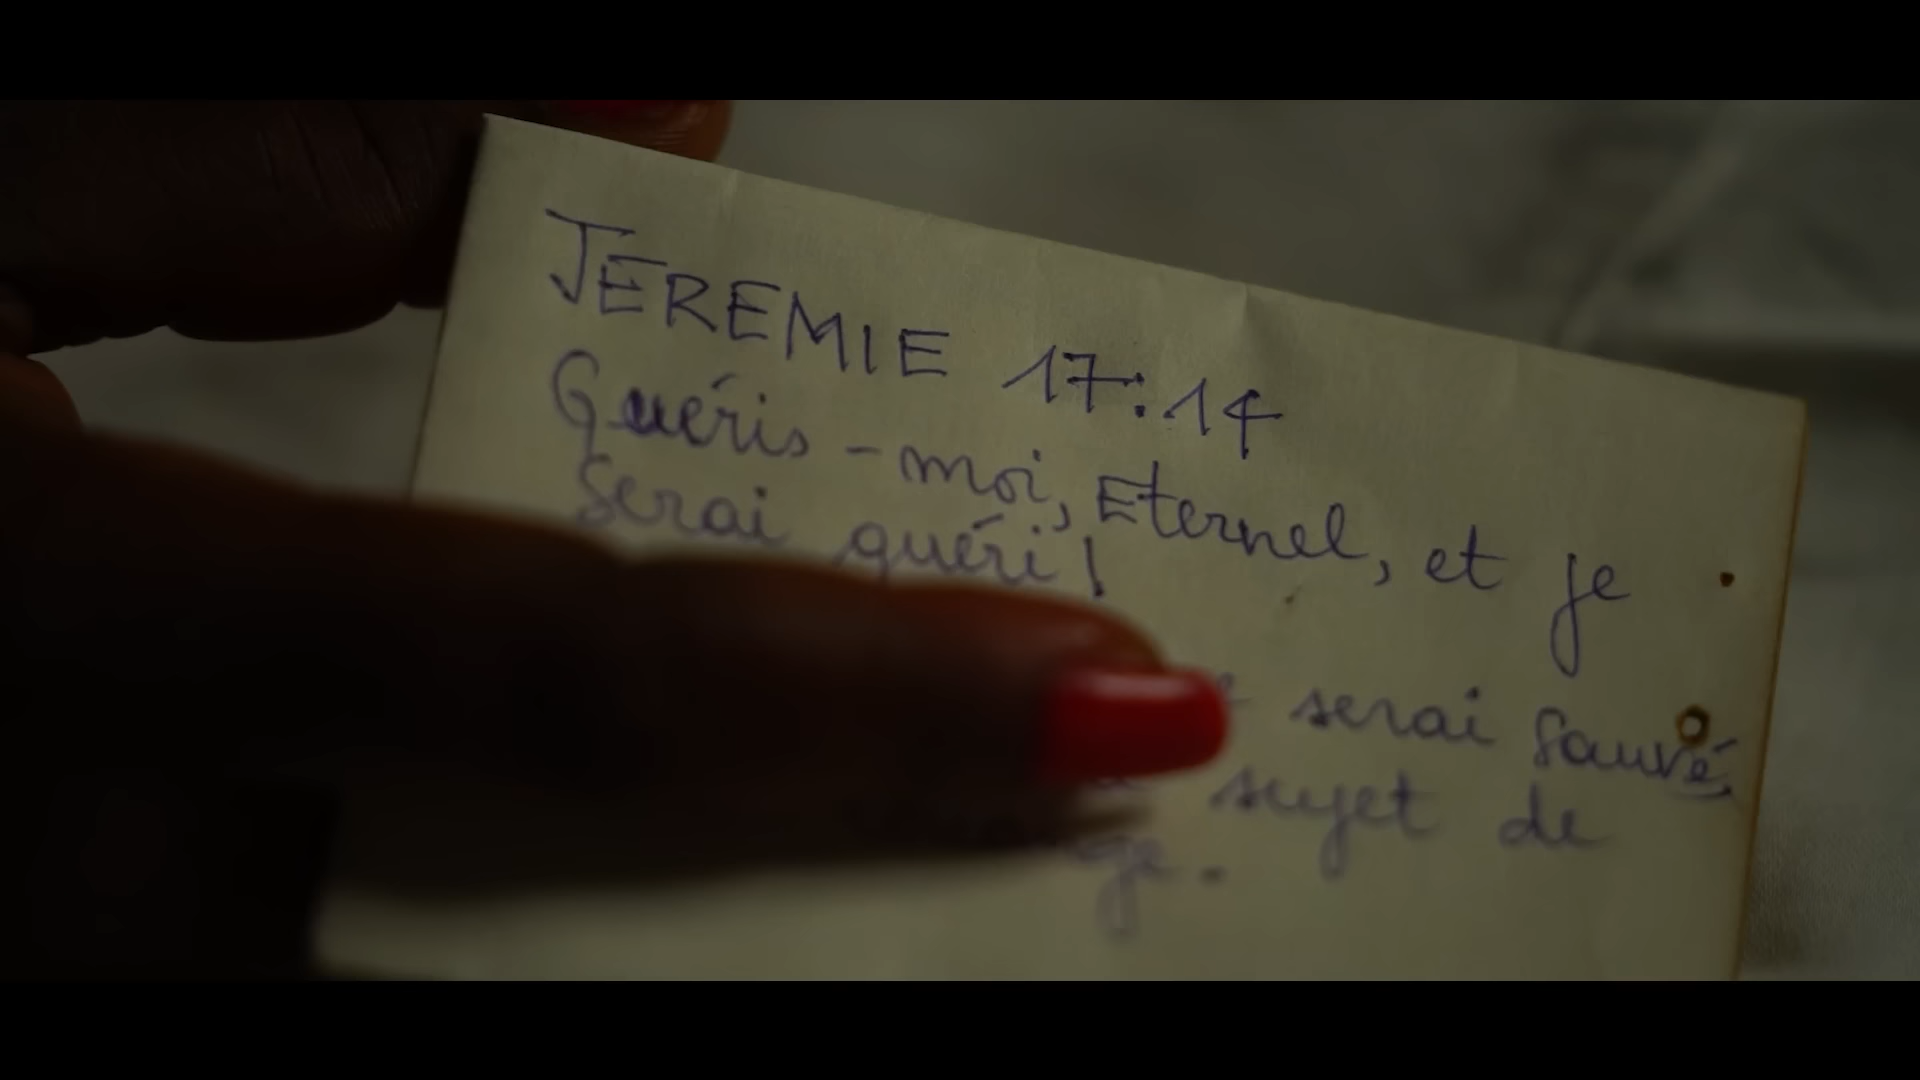 JEREMIE 17:14
Guéris-moi, Eternel, et je
serai guéri!
serai sauvé,
sujet de